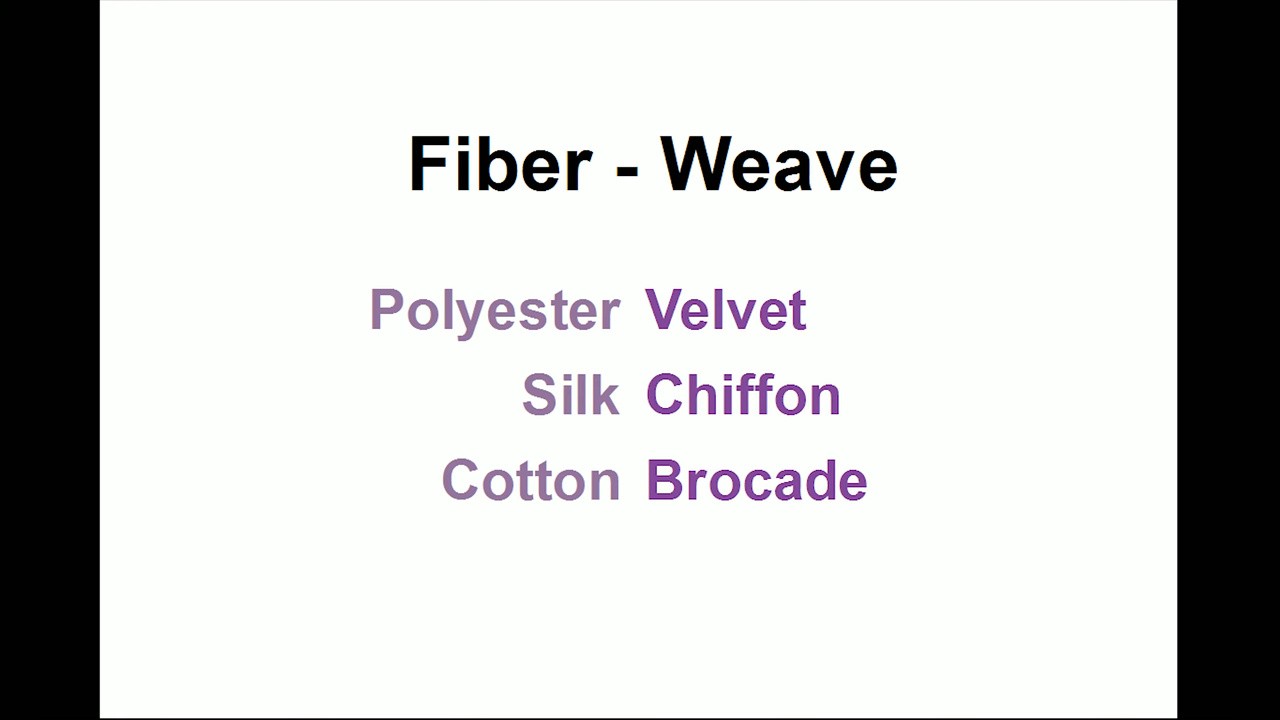 Fiber - Weave
Polyester Velvet
Silk Chiffon
Cotton Brocade